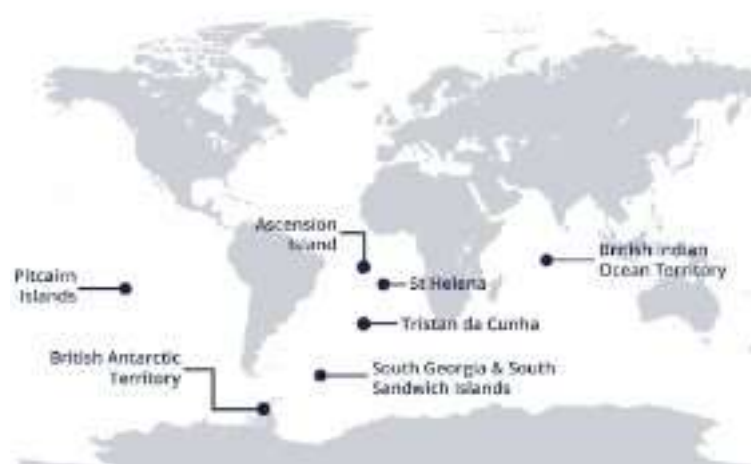 Ascension
Island
British Indian
Ocean Territory
Pitcairn
Islands
St Helena
Tristan da Cunha
British Antarctic
Territory
South Georgia & South
Sandwich Islands